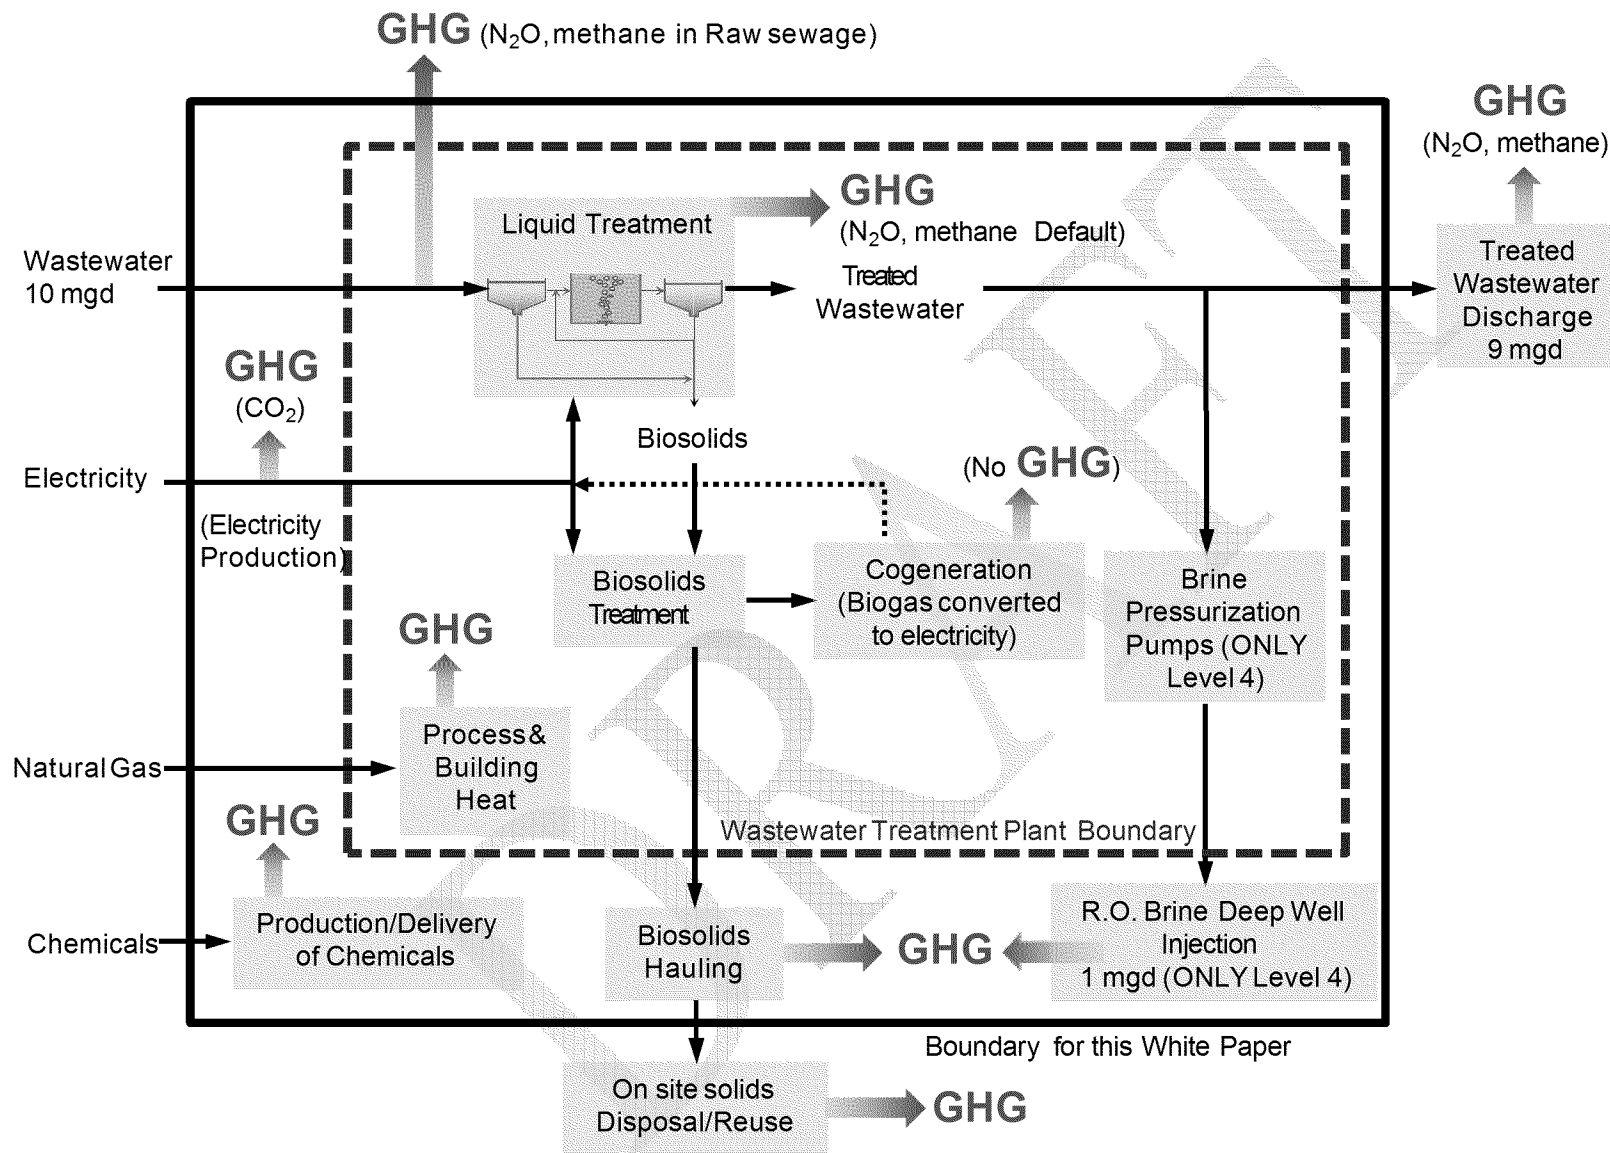 GHG (N₂O, methane in Raw sewage)
GHG
(N₂O, methane)
Treated
Wastewater
Discharge
9 mgd
Liquid Treatment
GHG
(N₂O, methane Default)
Wastewater
10 mgd
Treated
Wastewater
GHG
(CO₂)
Electricity
(Electricity
Production)
Biosolids
(No GHG)
Biosolids
Treatment
Cogeneration
(Biogas converted
to electricity)
Brine
Pressurization
Pumps (ONLY
Level 4)
GHG
Process &
Building
Heat
Natural Gas
GHG
Wastewater Treatment Plant Boundary
Chemicals
Production/Delivery
of Chemicals
Biosolids
Hauling
GHG
R.O. Brine Deep Well
Injection
1 mgd (ONLY Level 4)
Boundary for this White Paper
On site solids
Disposal/Reuse
GHG
DRAFT